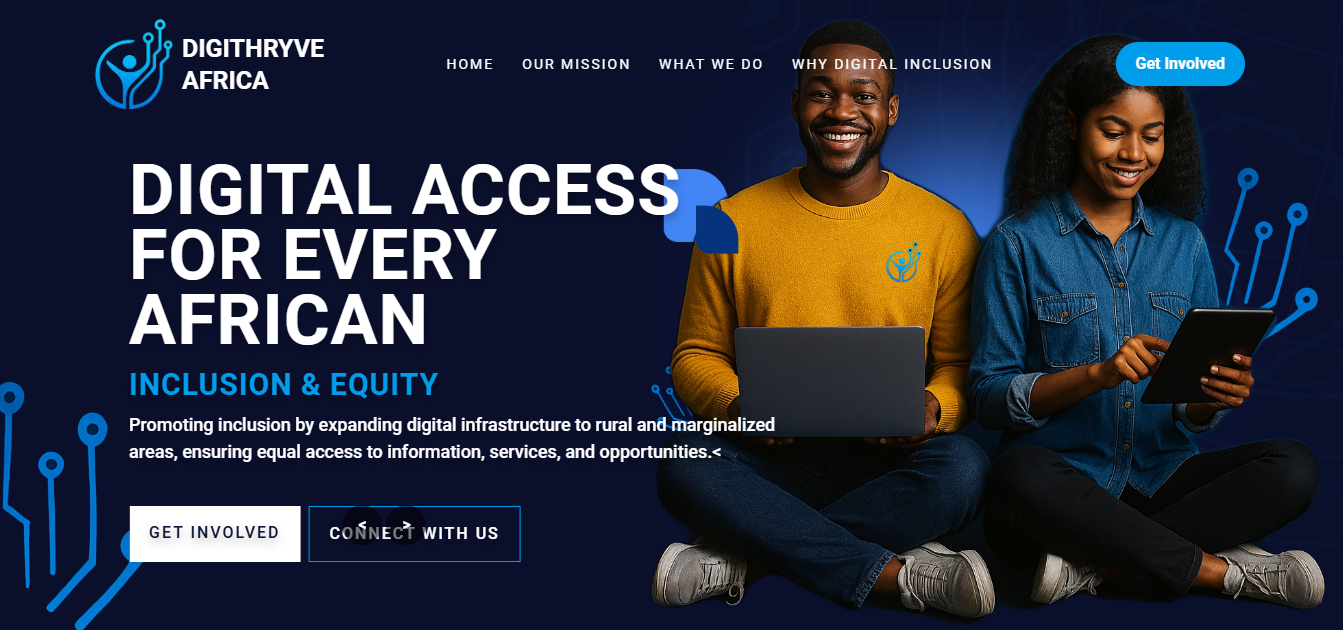 DIGITHRYVE
AFRICA
HOME OUR MISSION WHAT WE DO WHY DIGITAL INCLUSION
Get Involved
DIGITAL ACCESS
FOR EVERY
AFRICAN
INCLUSION & EQUITY
Promoting inclusion by expanding digital infrastructure to rural and marginalized
areas, ensuring equal access to information, services, and opportunities.<
GET INVOLVED
CONNECT WITH US
< >